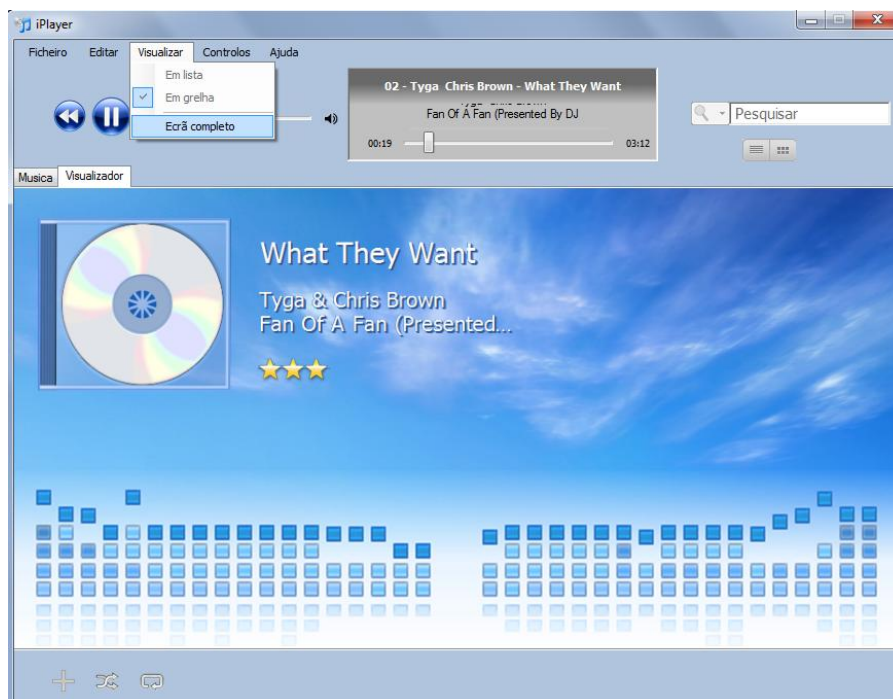 iPlayer
Ficheiro Editar Visualizar Controlos Ajuda
Em lista
Em grelha
Ecrã completo
02 - Tyga Chris Brown - What They Want
Fan Of A Fan (Presented By DJ
00:19 03:12
Pesquisar
Musica Visualizador
What They Want
Tyga & Chris Brown
Fan Of A Fan (Presented...